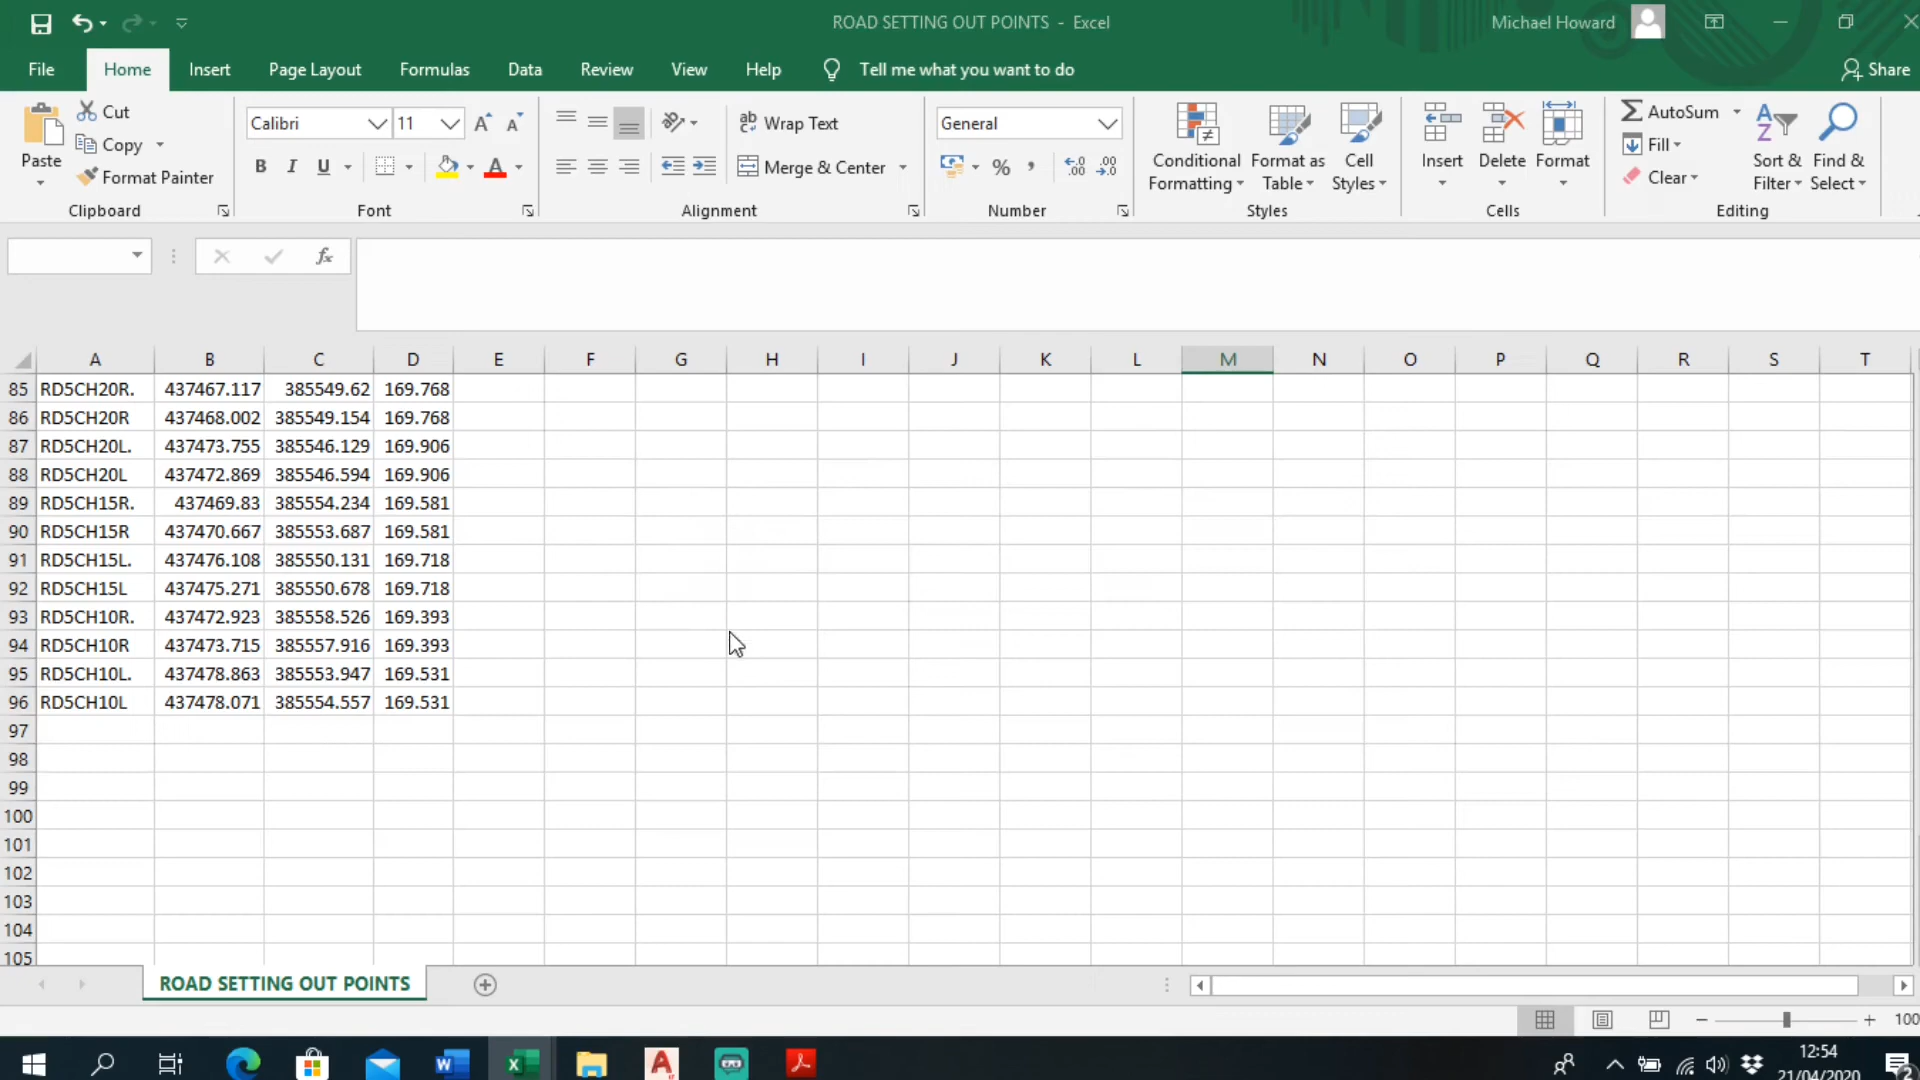 ROAD SETTING OUT POINTS - Excel
Michael Howard
File Home Insert Page Layout Formulas Data Review View Help Tell me what you want to do Share
Paste
Cut
Copy
Format Painter
Clipboard
Calibri 11
B I U
Font
Wrap Text
Merge & Center
Alignment
General
Number
Conditional Formatting
Format as Table
Cell Styles
Styles
Insert Delete Format
Cells
AutoSum
Fill
Clear
Sort & Filter
Find & Select
Editing
fx
A B C D E F G H I J K L M N O P Q R S T
85 RD5CH20R. 437467.117 385549.62 169.768
86 RD5CH20R 437468.002 385549.154 169.768
87 RD5CH20L. 437473.755 385546.129 169.906
88 RD5CH20L 437472.869 385546.594 169.906
89 RD5CH15R. 437469.83 385554.234 169.581
90 RD5CH15R 437470.667 385553.687 169.581
91 RD5CH15L. 437476.108 385550.131 169.718
92 RD5CH15L 437475.271 385550.678 169.718
93 RD5CH10R. 437472.923 385558.526 169.393
94 RD5CH10R 437473.715 385557.916 169.393
95 RD5CH10L. 437478.863 385553.947 169.531
96 RD5CH10L 437478.071 385554.557 169.531
97
98
99
100
101
102
103
104
105
ROAD SETTING OUT POINTS
100
12:54
21/04/2020
2